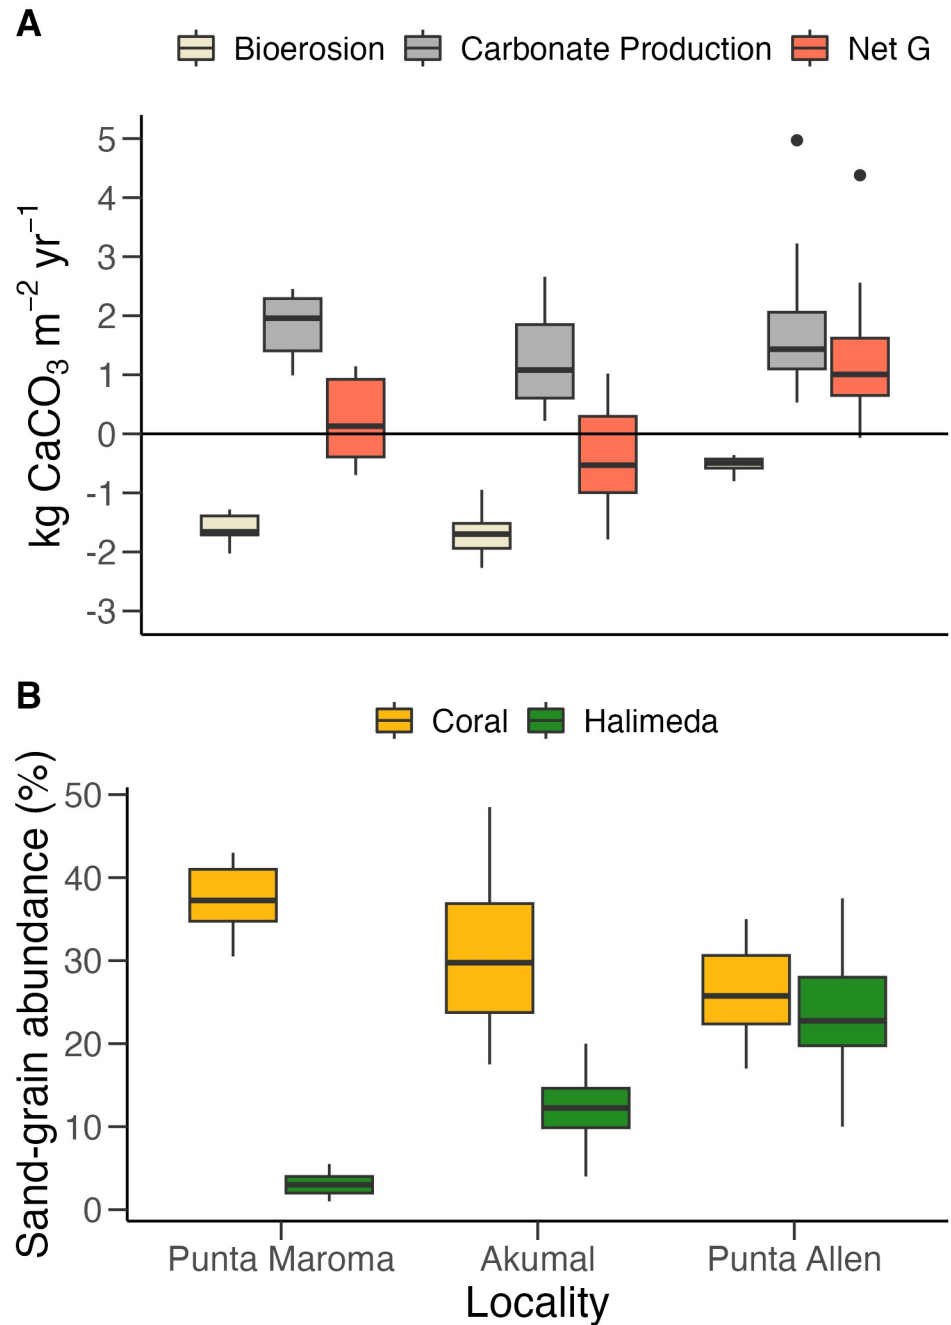 A
Bioerosion Carbonate Production Net G
kg CaCO₃ m⁻² yr⁻¹
5
4
3
2
1
0
-1
-2
-3
B
Coral Halimeda
Sand-grain abundance (%)
50
40
30
20
10
0
Punta Maroma Akumal Punta Allen
Locality